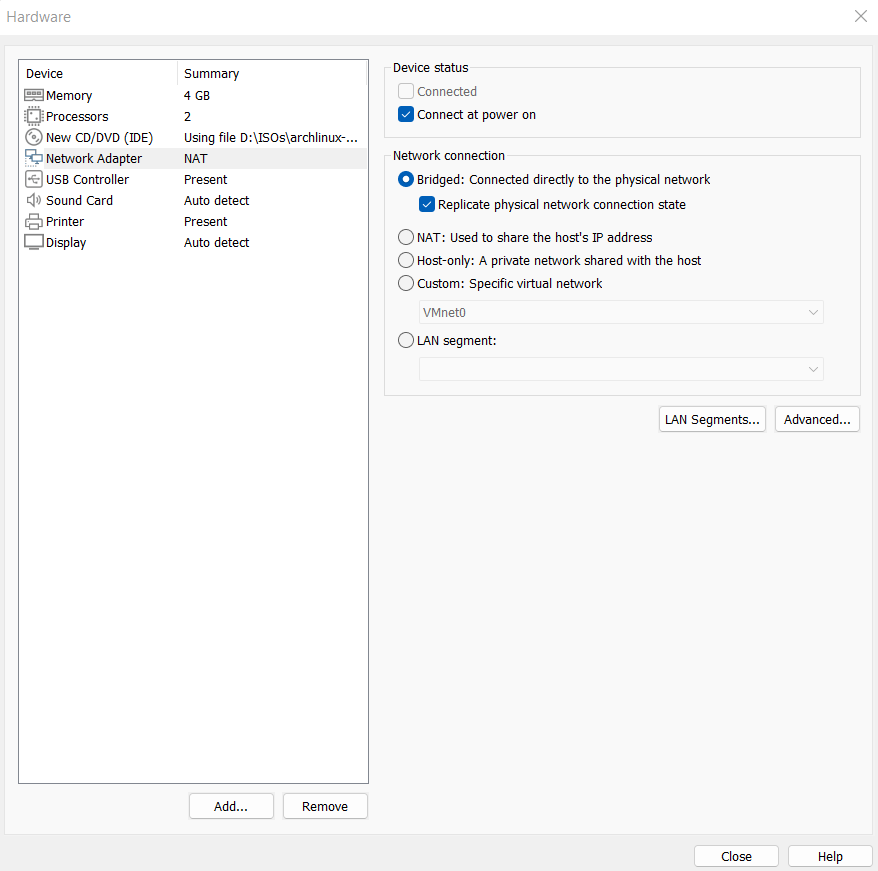 Hardware
Device Summary
Memory 4 GB
Processors 2
New CD/DVD (IDE) Using file D:\ISOs\archlinux-...
Network Adapter NAT
USB Controller Present
Sound Card Auto detect
Printer Present
Display Auto detect
Add... Remove
Device status
Connected
Connect at power on
Network connection
Bridged: Connected directly to the physical network
Replicate physical network connection state
NAT: Used to share the host's IP address
Host-only: A private network shared with the host
Custom: Specific virtual network
VMnet0
LAN segment:
LAN Segments... Advanced...
Close Help